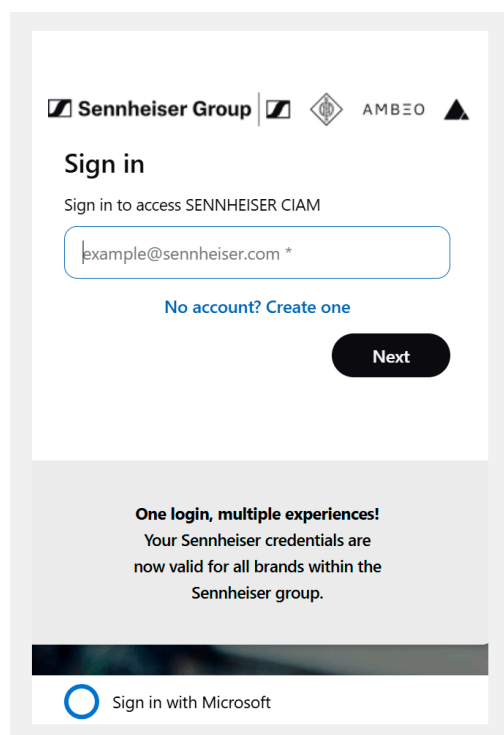 Sennheiser Group
AMBEO
Sign in
Sign in to access SENNHEISER CIAM
example@sennheiser.com *
No account? Create one
Next
One login, multiple experiences!
Your Sennheiser credentials are
now valid for all brands within the
Sennheiser group.
Sign in with Microsoft